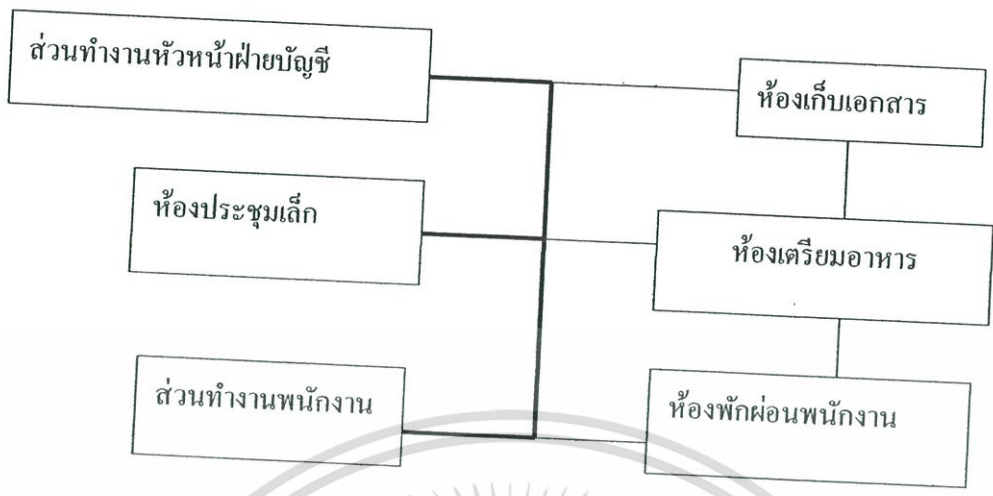 ส่วนทำงานหัวหน้าฝ่ายบัญชี
ห้องเก็บเอกสาร
ห้องประชุมเล็ก
ห้องเตรียมอาหาร
ส่วนทำงานพนักงาน
ห้องพักผ่อนพนักงาน